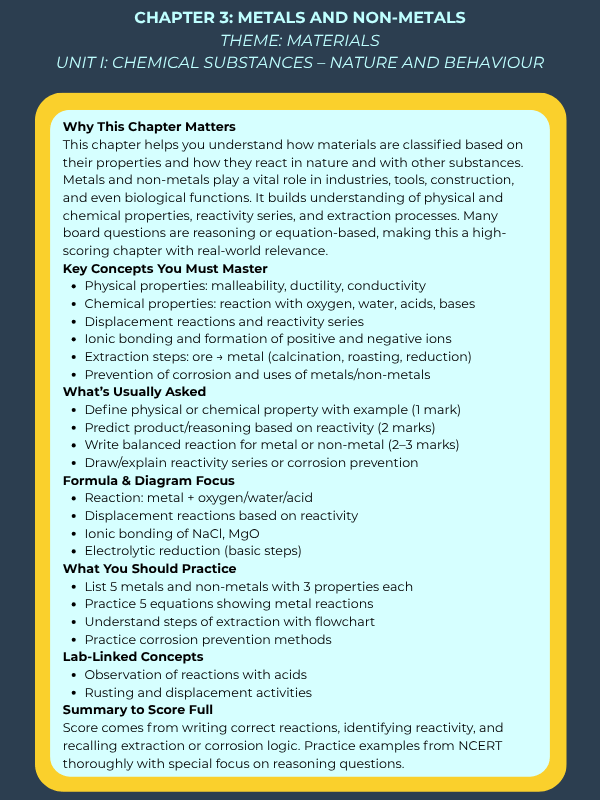 CHAPTER 3: METALS AND NON-METALS
THEME: MATERIALS
UNIT I: CHEMICAL SUBSTANCES – NATURE AND BEHAVIOUR
Why This Chapter Matters
This chapter helps you understand how materials are classified based on
their properties and how they react in nature and with other substances.
Metals and non-metals play a vital role in industries, tools, construction,
and even biological functions. It builds understanding of physical and
chemical properties, reactivity series, and extraction processes. Many
board questions are reasoning or equation-based, making this a high-
scoring chapter with real-world relevance.
Key Concepts You Must Master
• Physical properties: malleability, ductility, conductivity
• Chemical properties: reaction with oxygen, water, acids, bases
• Displacement reactions and reactivity series
• Ionic bonding and formation of positive and negative ions
• Extraction steps: ore → metal (calcination, roasting, reduction)
• Prevention of corrosion and uses of metals/non-metals
What's Usually Asked
• Define physical or chemical property with example (1 mark)
• Predict product/reasoning based on reactivity (2 marks)
• Write balanced reaction for metal or non-metal (2–3 marks)
• Draw/explain reactivity series or corrosion prevention
Formula & Diagram Focus
• Reaction: metal + oxygen/water/acid
• Displacement reactions based on reactivity
• Ionic bonding of NaCl, MgO
• Electrolytic reduction (basic steps)
What You Should Practice
• List 5 metals and non-metals with 3 properties each
• Practice 5 equations showing metal reactions
• Understand steps of extraction with flowchart
• Practice corrosion prevention methods
Lab-Linked Concepts
• Observation of reactions with acids
• Rusting and displacement activities
Summary to Score Full
Score comes from writing correct reactions, identifying reactivity, and
recalling extraction or corrosion logic. Practice examples from NCERT
thoroughly with special focus on reasoning questions.